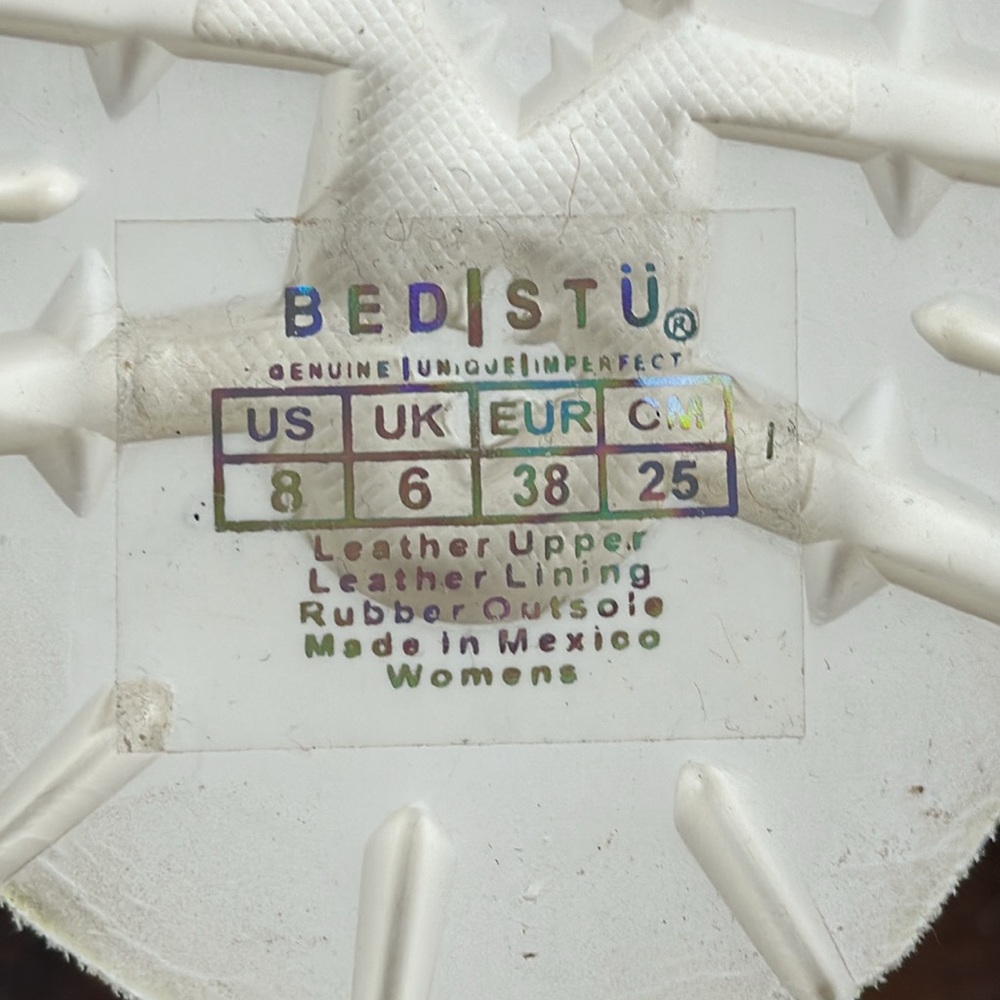 BED|STÜ®
GENUINE|UNIQUE|IMPERFECT
US UK EUR CM
8 6 38 25
Leather Upper
Leather Lining
Rubber Outsole
Made in Mexico
Womens